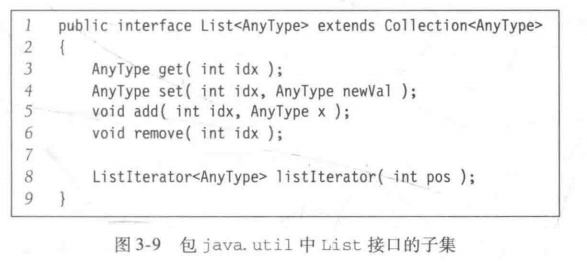 1 public interface List<AnyType> extends Collection<AnyType>
2 {
3 AnyType get( int idx );
4 AnyType set( int idx, AnyType newVal );
5 void add( int idx, AnyType x );
6 void remove( int idx );
7
8 ListIterator<AnyType> listIterator( int pos );
9 }
图 3-9 包 java.util 中 List 接口的子集